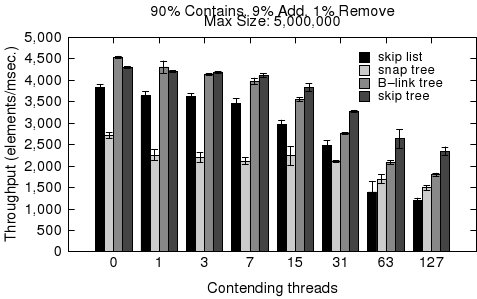 90% Contains, 9% Add, 1% Remove
Max Size: 5,000,000
5,000
4,500
4,000
3,500
3,000
2,500
2,000
1,500
1,000
500
0
Throughput (elements/msec.)
skip list
snap tree
B−link tree
skip tree
0 1 3 7 15 31 63 127
Contending threads